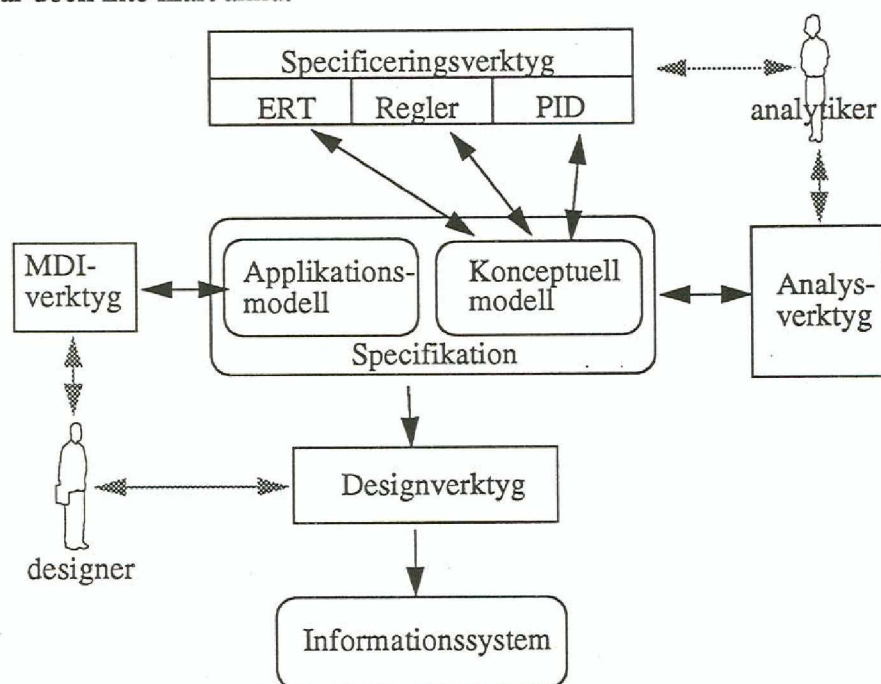 Specificeringsverktyg
ERT Regler PID
analytiker
MDI-
verktyg
Applikations-
modell
Konceptuell
modell
Analys-
verktyg
Specifikation
Designverktyg
designer
Informationssystem